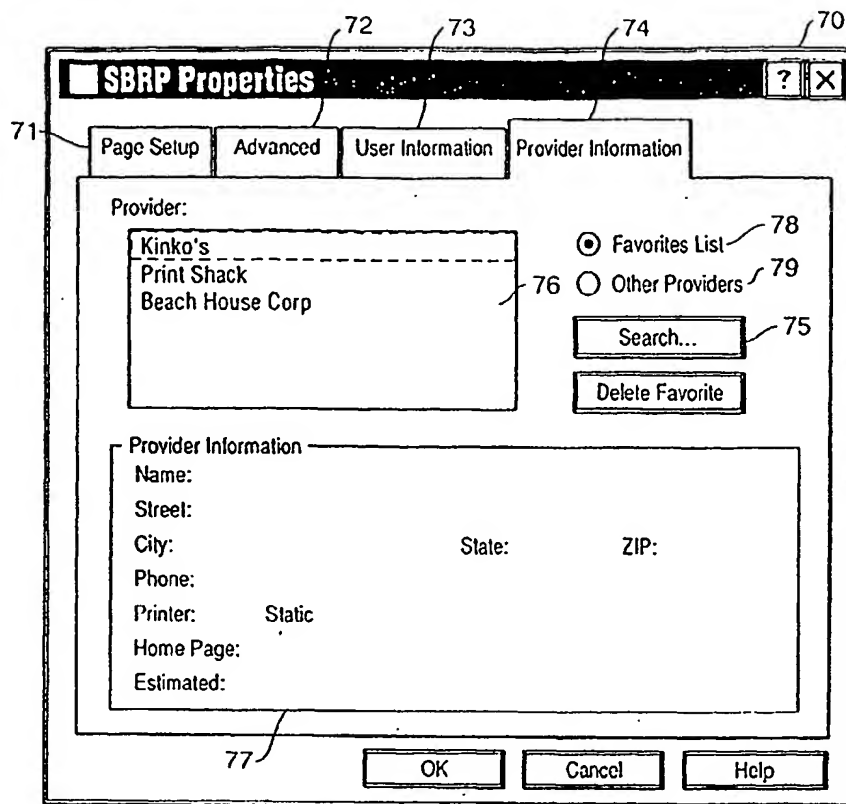 72 73 74 70
SBRP Properties ? X
71
Page Setup Advanced User Information Provider Information
Provider:
Kinko's
Print Shack
Beach House Corp
76
Favorites List 78
Other Providers 79
Search... 75
Delete Favorite
Provider Information
Name:
Street:
City: State: ZIP:
Phone:
Printer: Static
Home Page:
Estimated:
77
OK Cancel Help